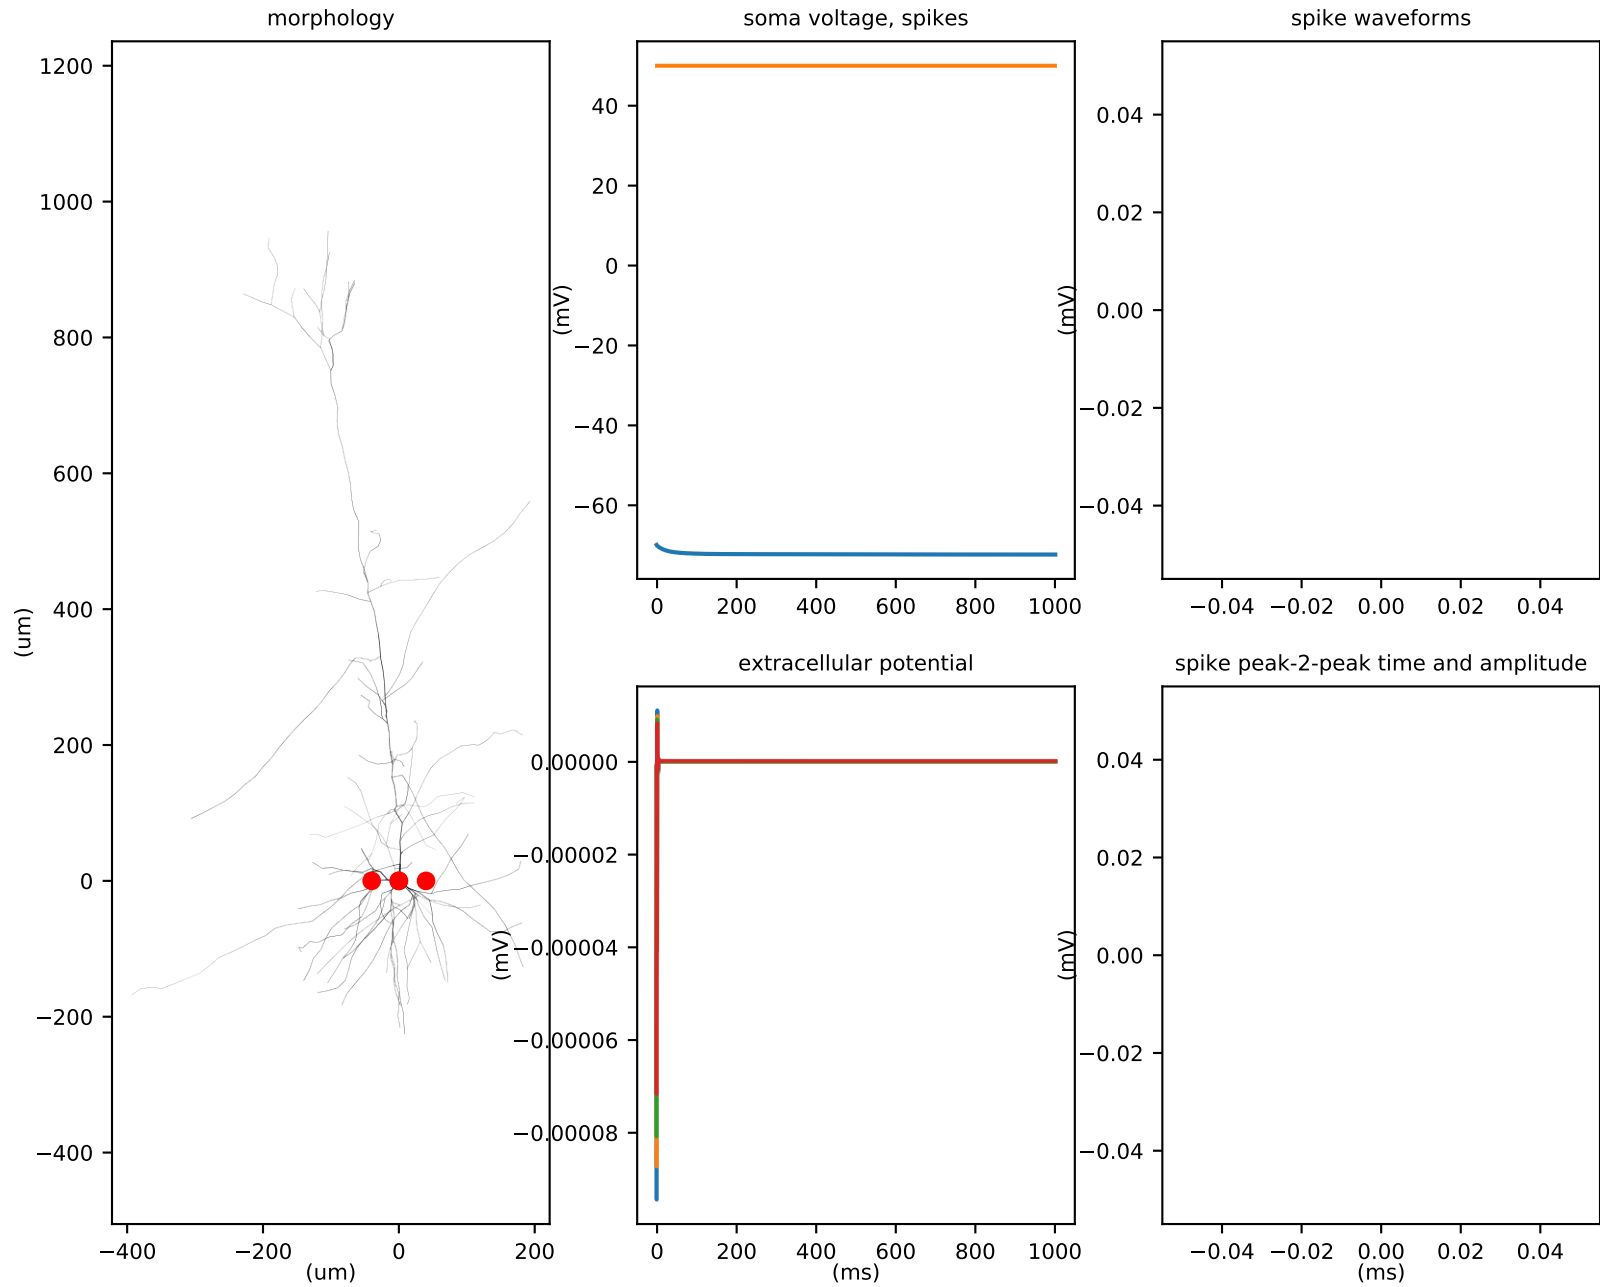 morphology
1200
1000
800
600
400
200
0
−200
−400
(um)
−400 −200 0 200
(um)
soma voltage, spikes
40
20
0
−20
−40
−60
(mV)
0 200 400 600 800 1000
spike waveforms
0.04
0.02
0.00
−0.02
−0.04
(mV)
−0.04 −0.02 0.00 0.02 0.04
extracellular potential
0.00000
−0.00002
−0.00004
−0.00006
−0.00008
(mV)
0 200 400 600 800 1000
(ms)
spike peak-2-peak time and amplitude
0.04
0.02
0.00
−0.02
−0.04
(mV)
−0.04 −0.02 0.00 0.02 0.04
(ms)